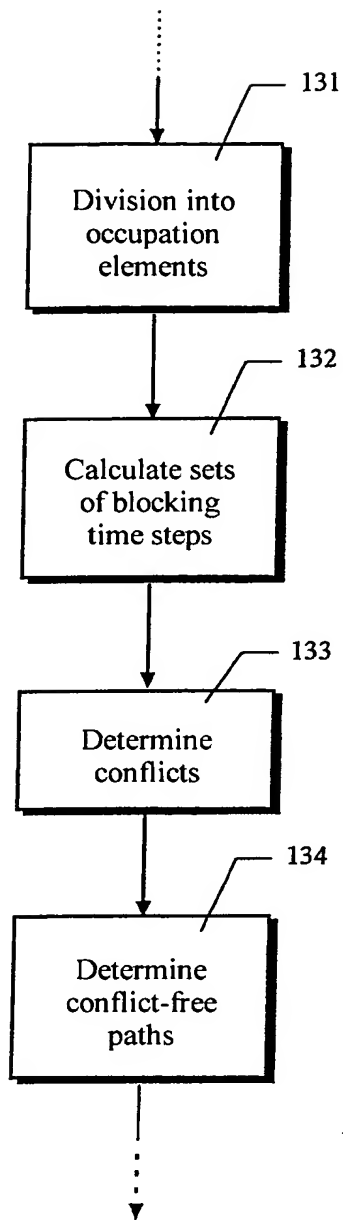 131
Division into
occupation
elements
132
Calculate sets
of blocking
time steps
133
Determine
conflicts
134
Determine
conflict-free
paths